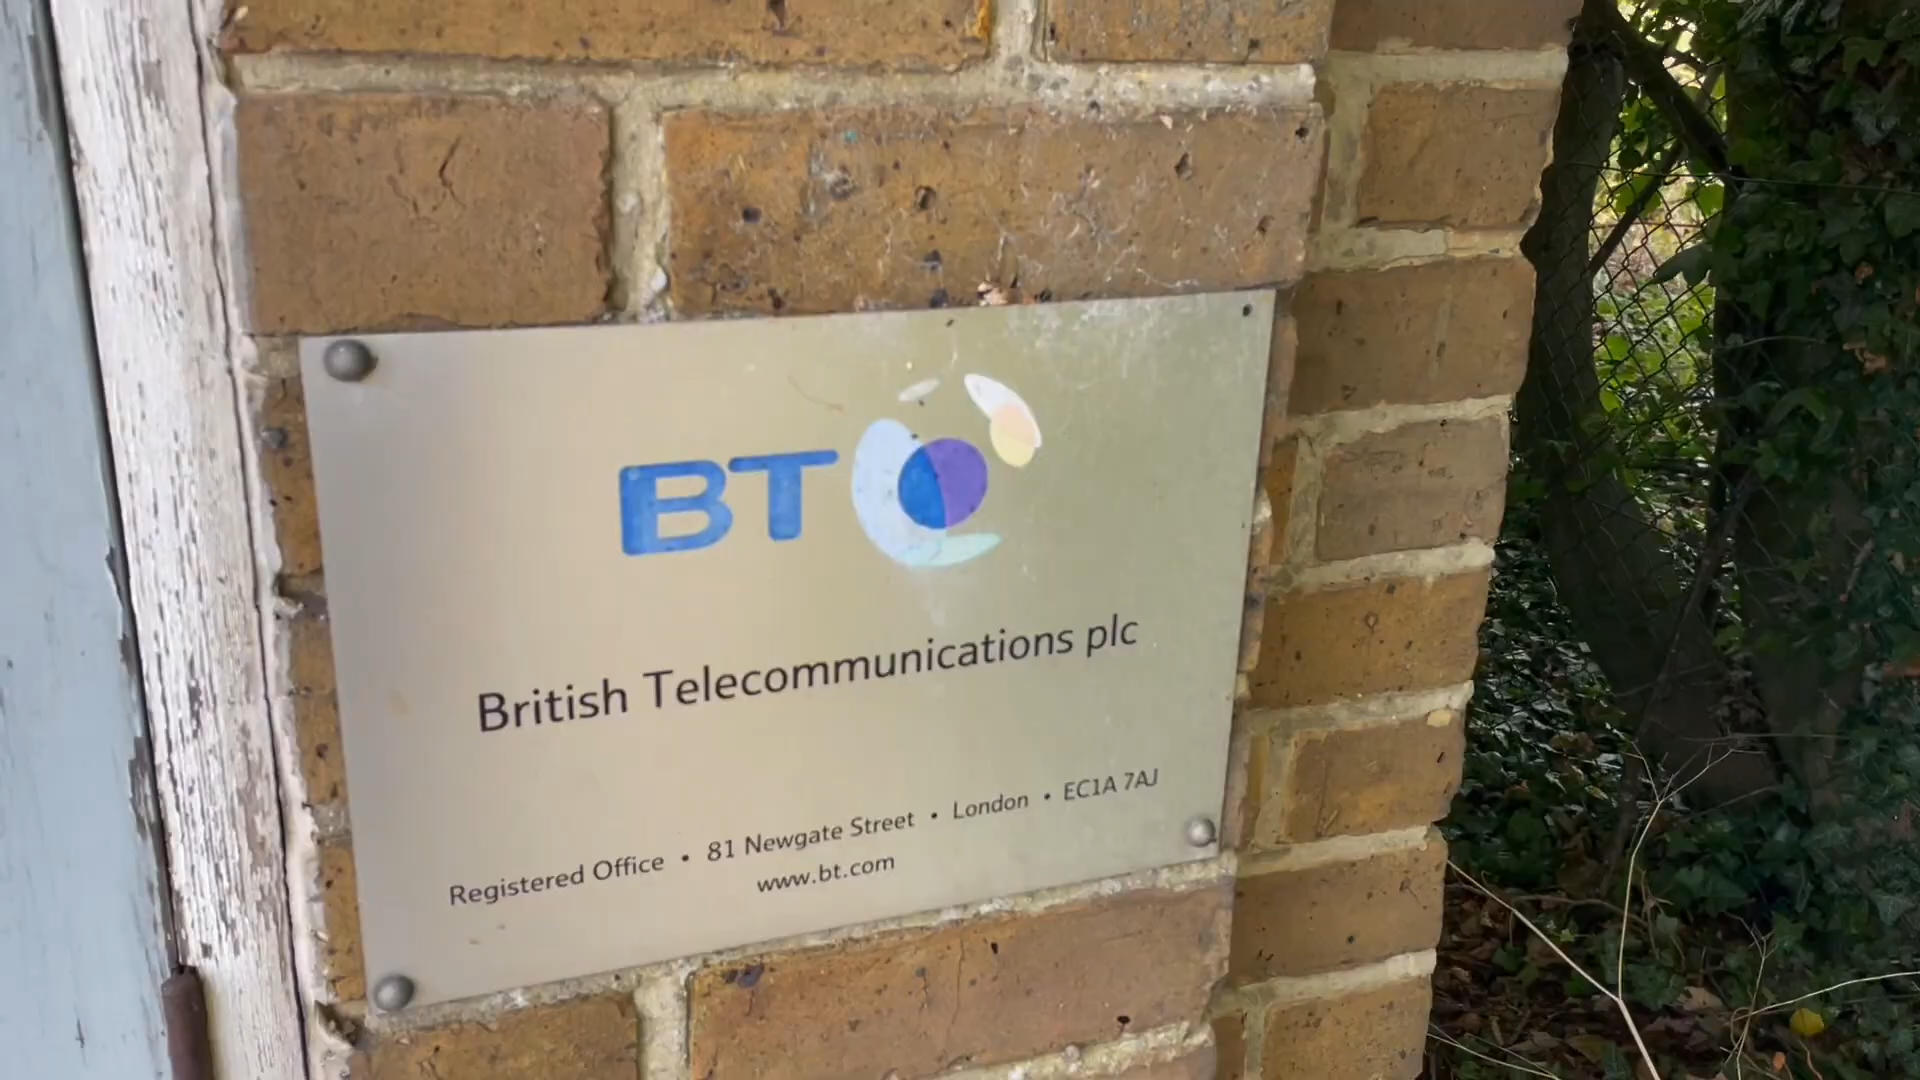 BT
British Telecommunications plc
Registered Office • 81 Newgate Street • London • EC1A 7AJ
www.bt.com